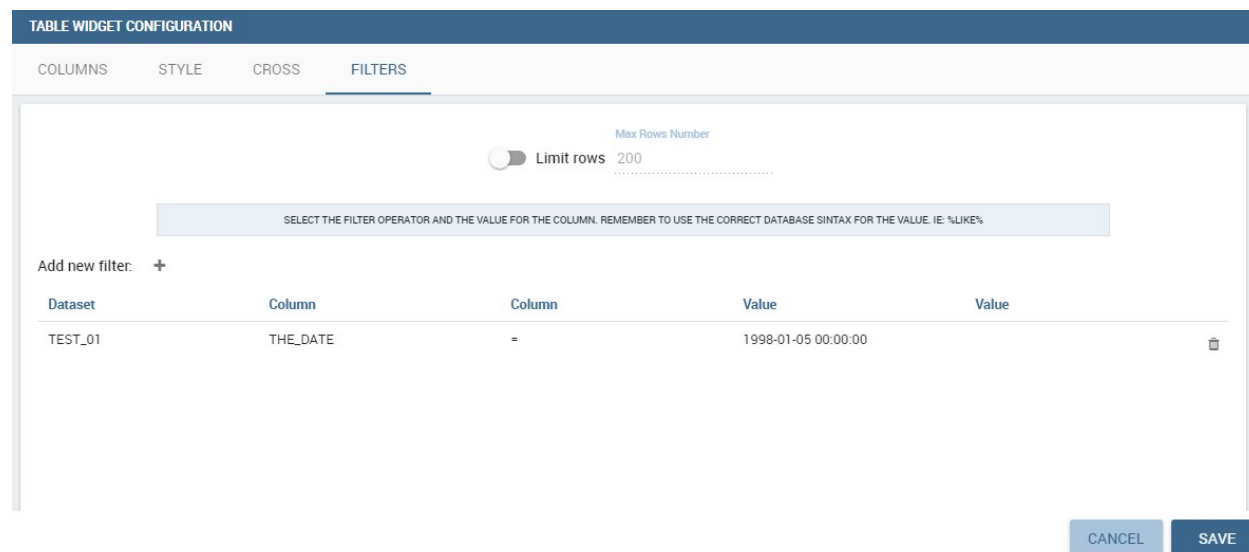 TABLE WIDGET CONFIGURATION
COLUMNS STYLE CROSS FILTERS
Max Rows Number
Limit rows 200
SELECT THE FILTER OPERATOR AND THE VALUE FOR THE COLUMN. REMEMBER TO USE THE CORRECT DATABASE SINTAX FOR THE VALUE. IE: %LIKE%
Add new filter: +
Dataset Column Column Value Value
TEST_01 THE_DATE = 1998-01-05 00:00:00
CANCEL SAVE